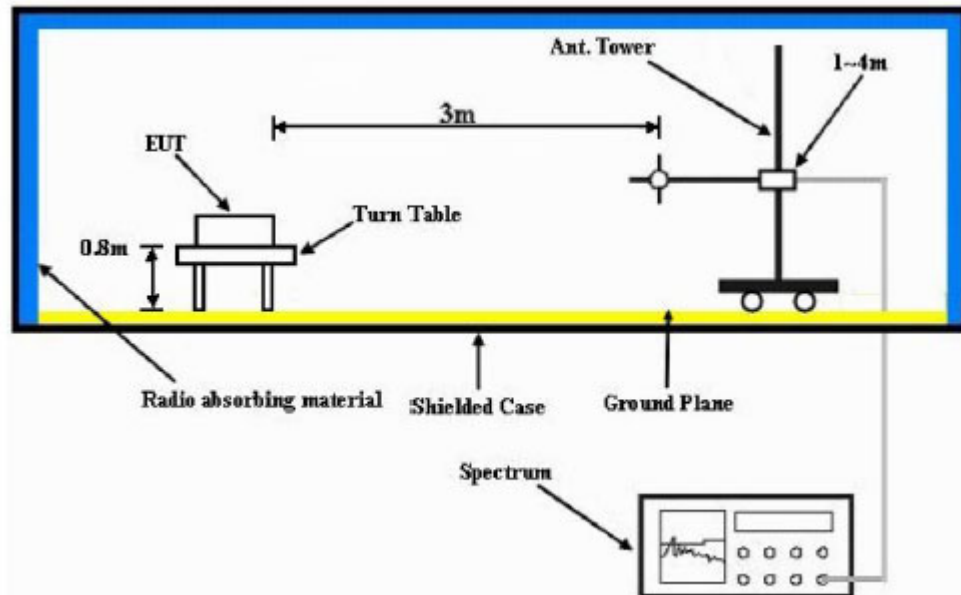 Ant. Tower
1~4m
3m
EUT
Turn Table
0.8m
Radio absorbing material
Shielded Case
Ground Plane
Spectrum